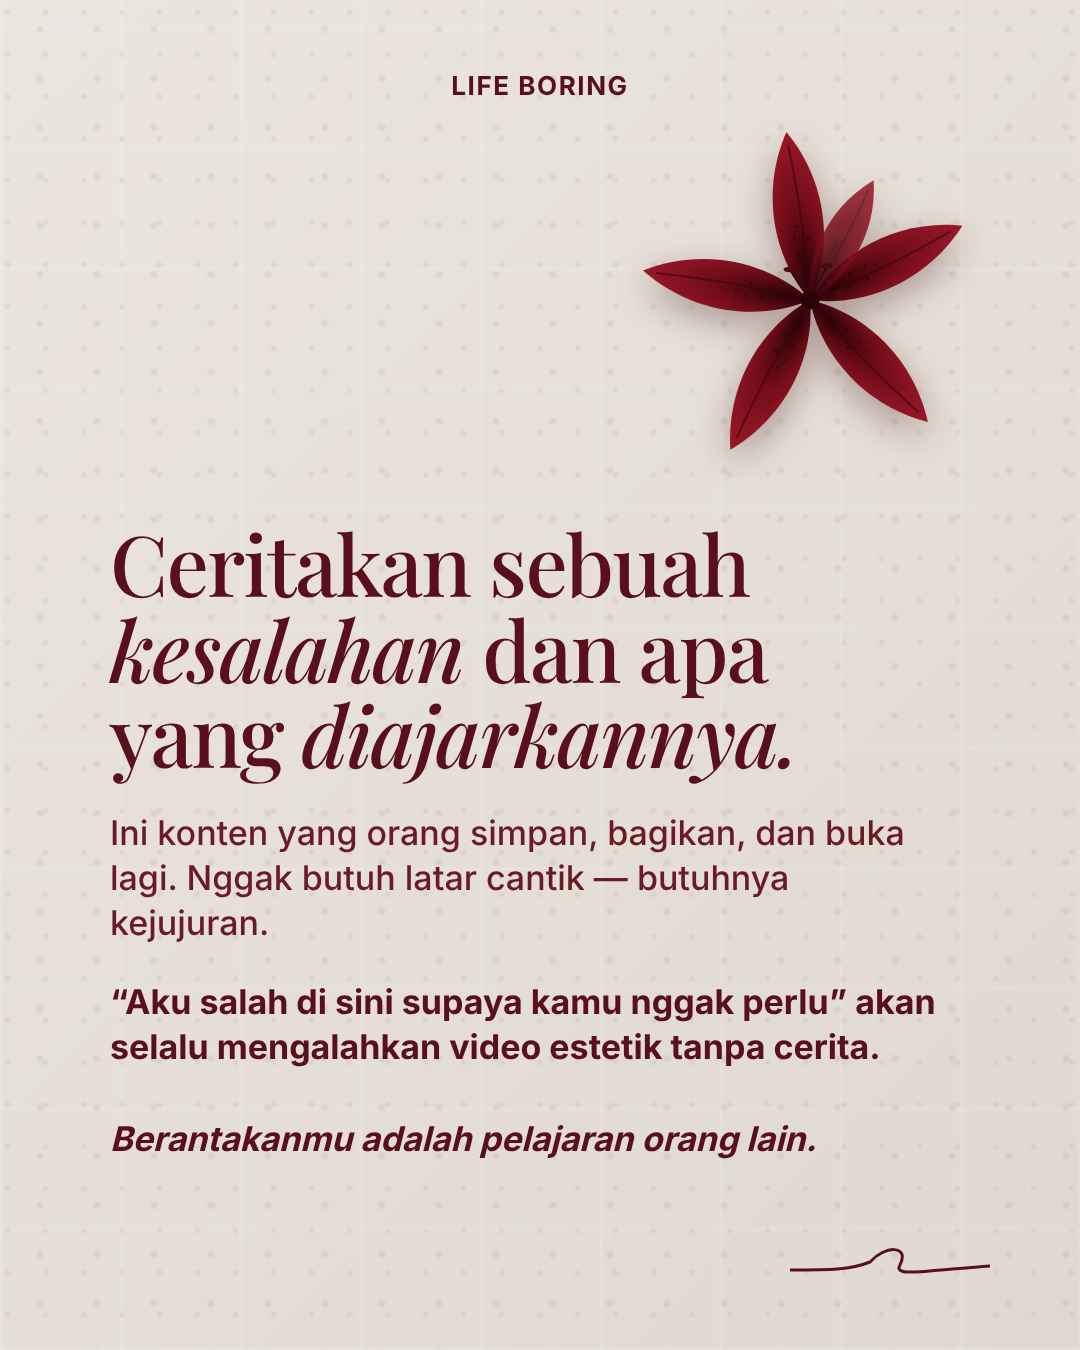 LIFE BORING
Ceritakan sebuah
kesalahan dan apa
yang diajarkannya.
Ini konten yang orang simpan, bagikan, dan buka
lagi. Nggak butuh latar cantik — butuhnya
kejujuran.
“Aku salah di sini supaya kamu nggak perlu” akan
selalu mengalahkan video estetik tanpa cerita.
Berantakanmu adalah pelajaran orang lain.